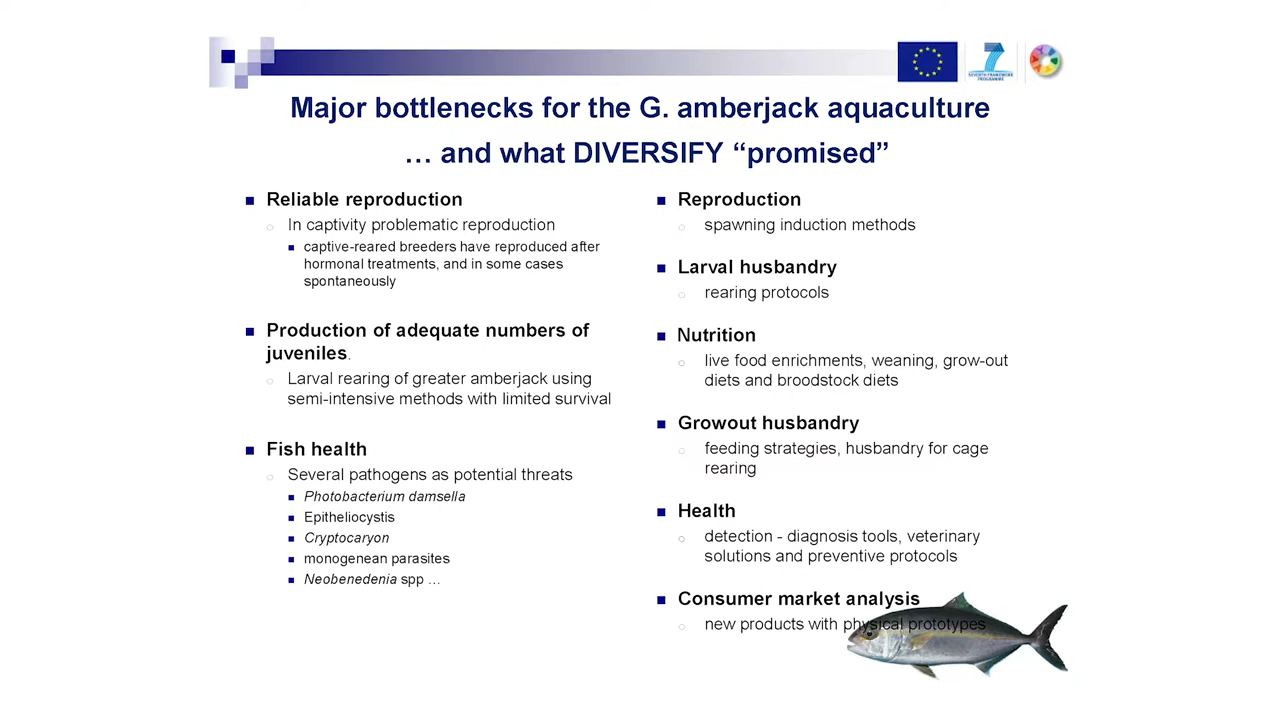 SEVENTH FRAMEWORK
PROGRAMME
Major bottlenecks for the G. amberjack aquaculture
… and what DIVERSIFY “promised”
Reliable reproduction
In captivity problematic reproduction
captive-reared breeders have reproduced after
hormonal treatments, and in some cases
spontaneously
Production of adequate numbers of
juveniles.
Larval rearing of greater amberjack using
semi-intensive methods with limited survival
Fish health
Several pathogens as potential threats
Photobacterium damsella
Epitheliocystis
Cryptocaryon
monogenean parasites
Neobenedenia spp …
Reproduction
spawning induction methods
Larval husbandry
rearing protocols
Nutrition
live food enrichments, weaning, grow-out
diets and broodstock diets
Growout husbandry
feeding strategies, husbandry for cage
rearing
Health
detection - diagnosis tools, veterinary
solutions and preventive protocols
Consumer market analysis
new products with physical prototypes